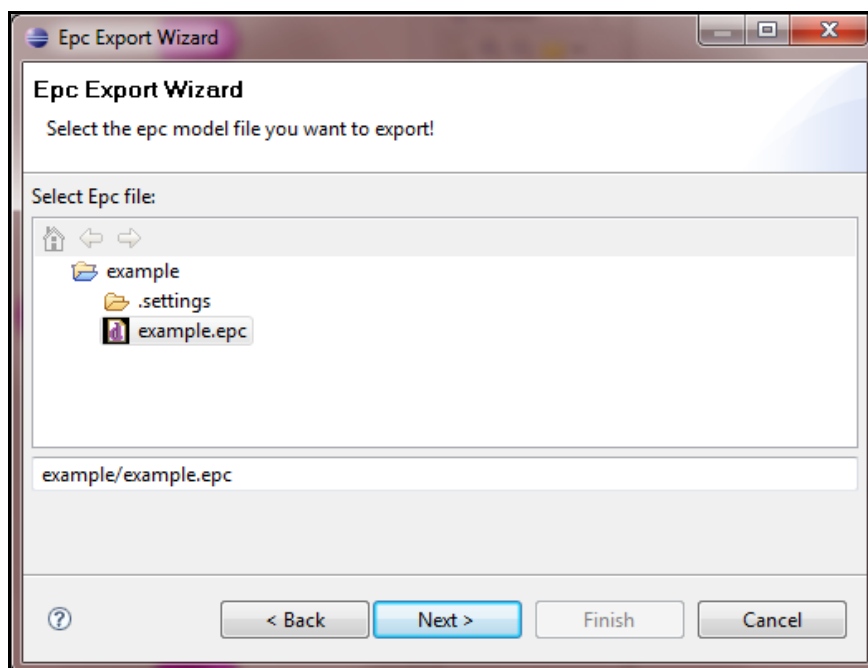 Epc Export Wizard
Epc Export Wizard
Select the epc model file you want to export!
Select Epc file:
example
.settings
example.epc
example/example.epc
? < Back Next > Finish Cancel